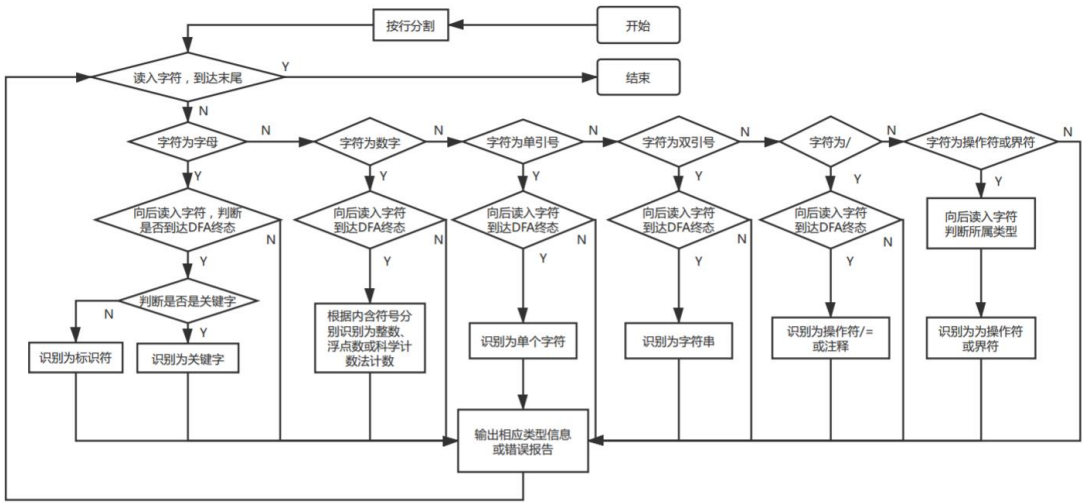 按行分割
开始
读入字符，到达末尾
Y
结束
N
字符为字母
N
字符为数字
N
字符为单引号
N
字符为双引号
N
字符为/
N
字符为操作符或界符
N
Y
Y
Y
Y
Y
Y
向后读入字符，判断
是否到达DFA终态
N
向后读入字符
到达DFA终态
N
向后读入字符
到达DFA终态
N
向后读入字符
到达DFA终态
N
向后读入字符
到达DFA终态
N
向后读入字符
判断所属类型
Y
Y
Y
Y
Y
判断是否是关键字
N
Y
识别为标识符
识别为关键字
根据内含符号分
别识别为整数、
浮点数或科学计
数法计数
识别为单个字符
识别为字符串
识别为操作符/=
或注释
识别为为操作符
或界符
输出相应类型信息
或错误报告